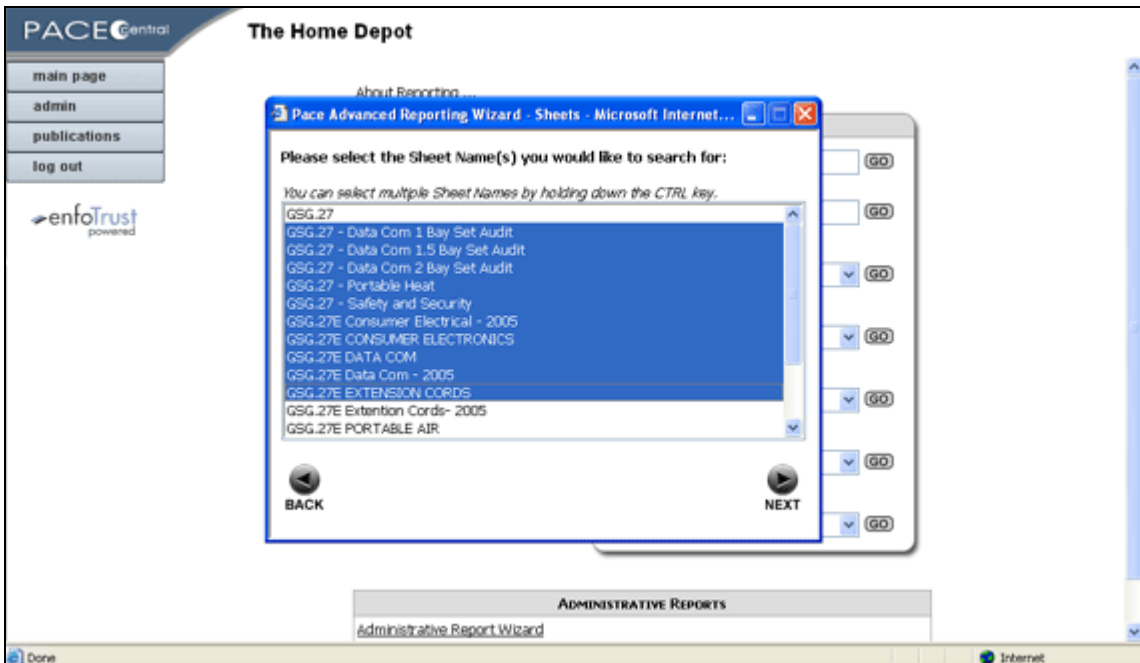 PACE Central
The Home Depot
main page
admin
publications
log out
enfoTrust
powered
About Reporting ...
Pace Advanced Reporting Wizard - Sheets - Microsoft Internet...
Please select the Sheet Name(s) you would like to search for:
You can select multiple Sheet Names by holding down the CTRL key.
GSG.27
GSG.27 - Data Com 1 Bay Set Audit
GSG.27 - Data Com 1.5 Bay Set Audit
GSG.27 - Data Com 2 Bay Set Audit
GSG.27 - Portable Heat
GSG.27 - Safety and Security
GSG.27E Consumer Electrical - 2005
GSG.27E CONSUMER ELECTRONICS
GSG.27E DATA COM
GSG.27E Data Com - 2005
GSG.27E EXTENSION CORDS
GSG.27E Extention Cords- 2005
GSG.27E PORTABLE AIR
BACK
NEXT
GO
GO
GO
GO
GO
GO
GO
ADMINISTRATIVE REPORTS
Administrative Report Wizard
Done
Internet